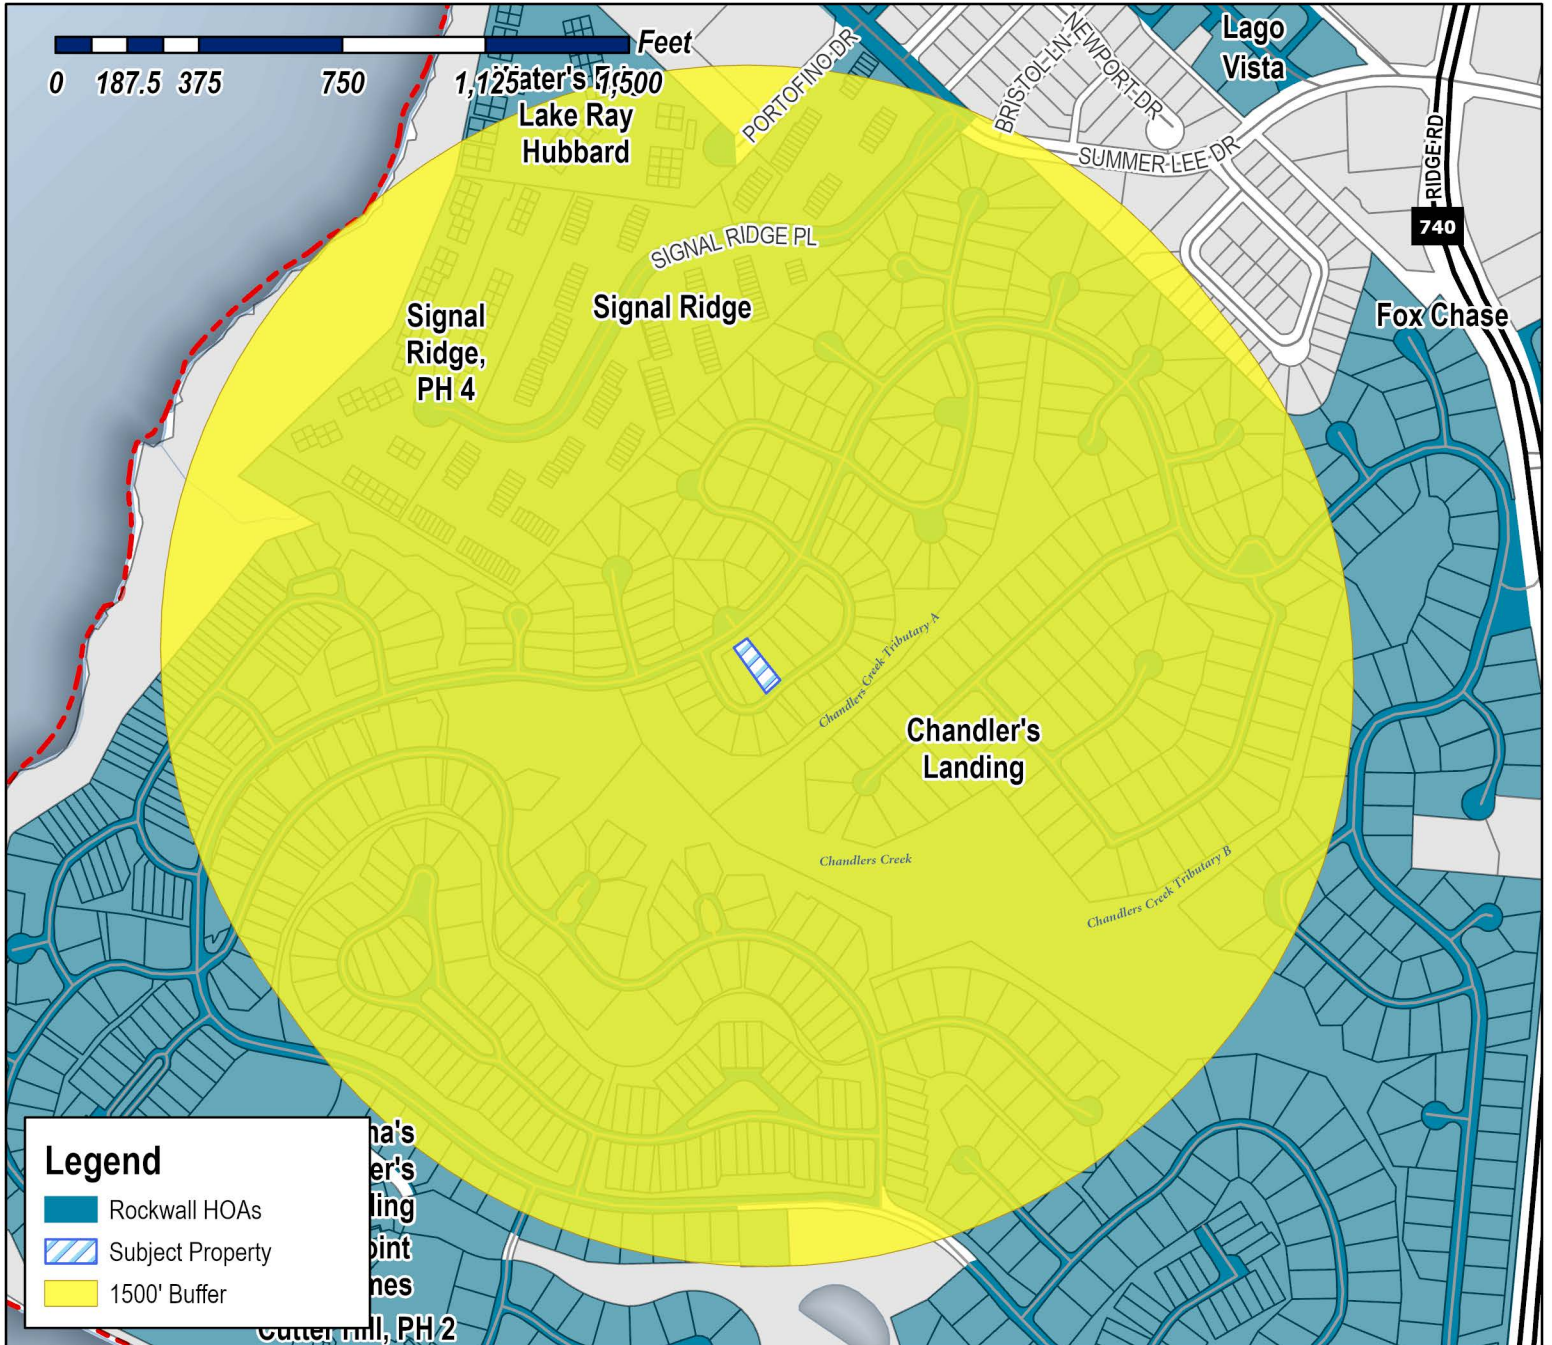 Feet
0 187.5 375 750 1,125 1,500
Lake Ray
Hubbard
PORTOFINO DR
BRISTOL LN
NEWPORT DR
SUMMER LEE DR
Lago
Vista
RIDGE RD
740
SIGNAL RIDGE PL
Signal Ridge
Signal
Ridge,
PH 4
Fox Chase
Chandlers Creek Tributary A
Chandler's
Landing
Chandlers Creek
Chandlers Creek Tributary B
Legend
Rockwall HOAs
Subject Property
1500' Buffer
PH 2